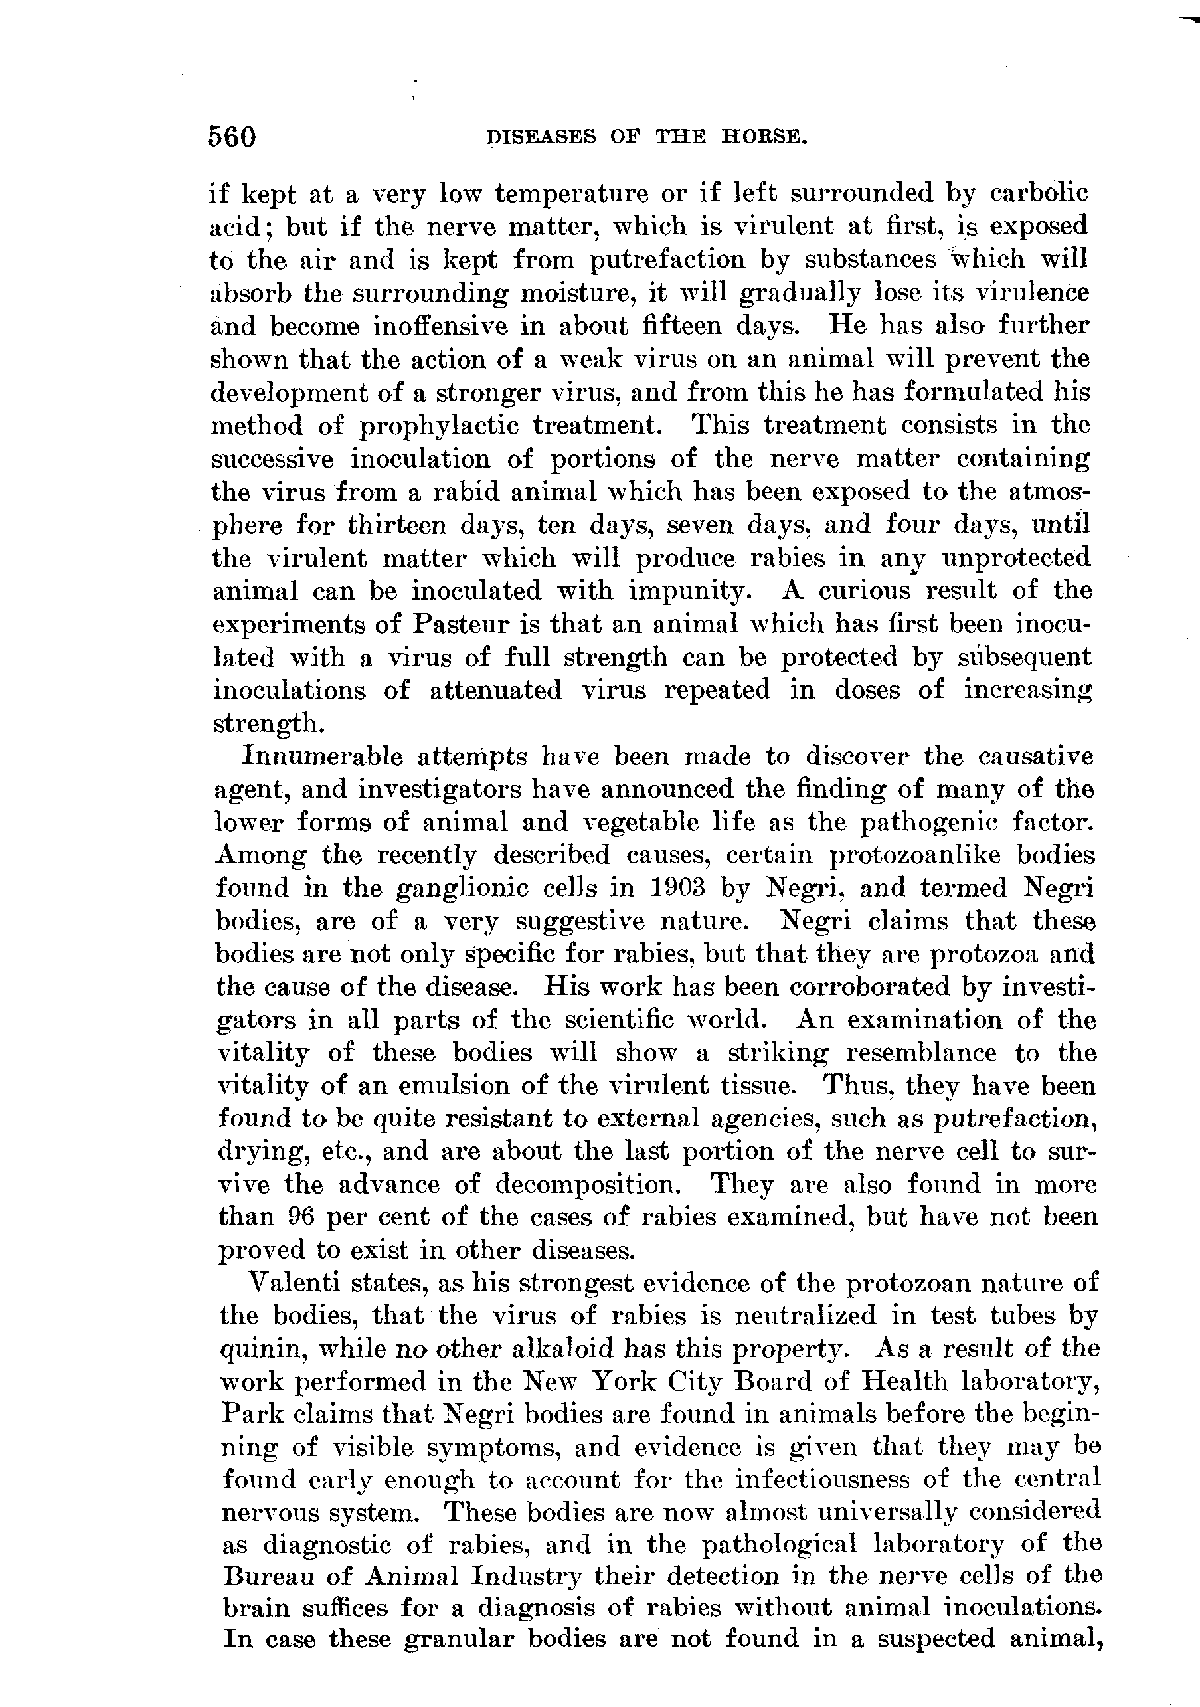 560 DISEASES OF THE HORSE.
if kept at a very low temperature or if left surrounded by carbolic
acid; but if the nerve matter, which is virulent at first, is exposed
to the air and is kept from putrefaction by substances which will
absorb the surrounding moisture, it will gradually lose its virulence
and become inoffensive in about fifteen days. He has also further
shown that the action of a weak virus on an animal will prevent the
development of a stronger virus, and from this he has formulated his
method of prophylactic treatment. This treatment consists in the
successive inoculation of portions of the nerve matter containing
the virus from a rabid animal which has been exposed to the atmos-
phere for thirteen days, ten days, seven days, and four days, until
the virulent matter which will produce rabies in any unprotected
animal can be inoculated with impunity. A curious result of the
experiments of Pasteur is that an animal which has first been inocu-
lated with a virus of full strength can be protected by subsequent
inoculations of attenuated virus repeated in doses of increasing
strength.
Innumerable attempts have been made to discover the causative
agent, and investigators have announced the finding of many of the
lower forms of animal and vegetable life as the pathogenic factor.
Among the recently described causes, certain protozoanlike bodies
found in the ganglionic cells in 1903 by Negri, and termed Negri
bodies, are of a very suggestive nature. Negri claims that these
bodies are not only specific for rabies, but that they are protozoa and
the cause of the disease. His work has been corroborated by investi-
gators in all parts of the scientific world. An examination of the
vitality of these bodies will show a striking resemblance to the
vitality of an emulsion of the virulent tissue. Thus, they have been
found to be quite resistant to external agencies, such as putrefaction,
drying, etc., and are about the last portion of the nerve cell to sur-
vive the advance of decomposition. They are also found in more
than 96 per cent of the cases of rabies examined, but have not been
proved to exist in other diseases.
Valenti states, as his strongest evidence of the protozoan nature of
the bodies, that the virus of rabies is neutralized in test tubes by
quinin, while no other alkaloid has this property. As a result of the
work performed in the New York City Board of Health laboratory,
Park claims that Negri bodies are found in animals before the begin-
ning of visible symptoms, and evidence is given that they may be
found early enough to account for the infectiousness of the central
nervous system. These bodies are now almost universally considered
as diagnostic of rabies, and in the pathological laboratory of the
Bureau of Animal Industry their detection in the nerve cells of the
brain suffices for a diagnosis of rabies without animal inoculations.
In case these granular bodies are not found in a suspected animal,